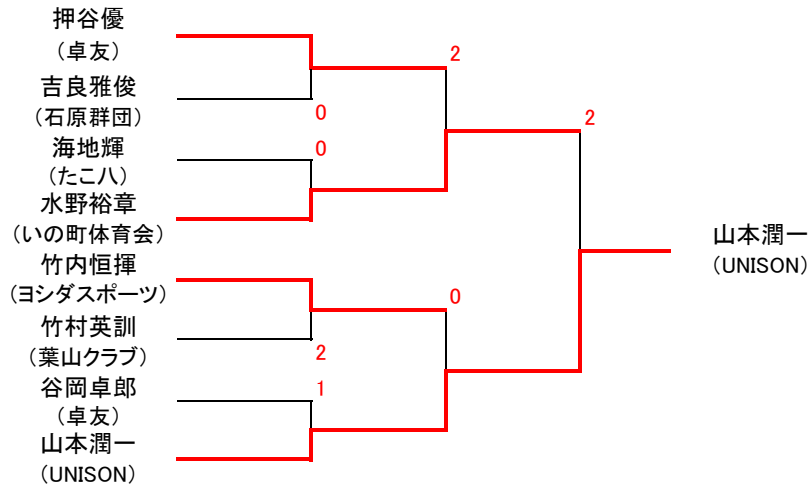 押谷優
（卓友）
吉良雅俊
（石原群団）
海地輝
（たこ八）
水野裕章
（いの町体育会）
竹内恒揮
（ヨシダスポーツ）
竹村英訓
（葉山クラブ）
谷岡卓郎
（卓友）
山本潤一
（UNISON）
0
0
2
1
2
0
2
山本潤一
（UNISON）